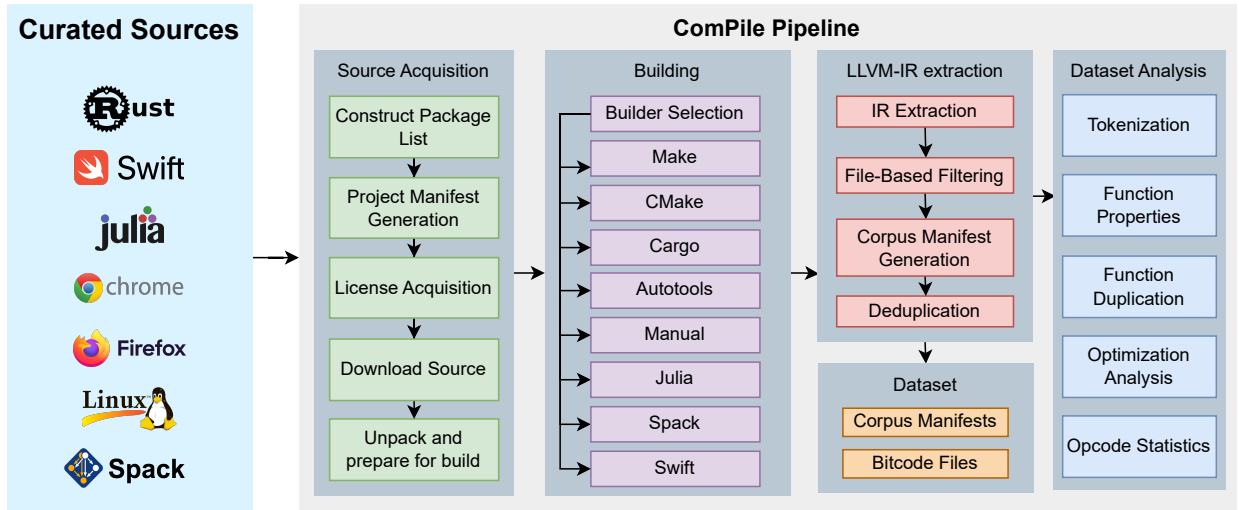 Curated Sources
Rust
Swift
julia
chrome
Firefox
Linux
Spack
ComPile Pipeline
Source Acquisition
Construct Package
List
Project Manifest
Generation
License Acquisition
Download Source
Unpack and
prepare for build
Building
Builder Selection
Make
CMake
Cargo
Autotools
Manual
Julia
Spack
Swift
LLVM-IR extraction
IR Extraction
File-Based Filtering
Corpus Manifest
Generation
Deduplication
Dataset
Corpus Manifests
Bitcode Files
Dataset Analysis
Tokenization
Function
Properties
Function
Duplication
Optimization
Analysis
Opcode Statistics